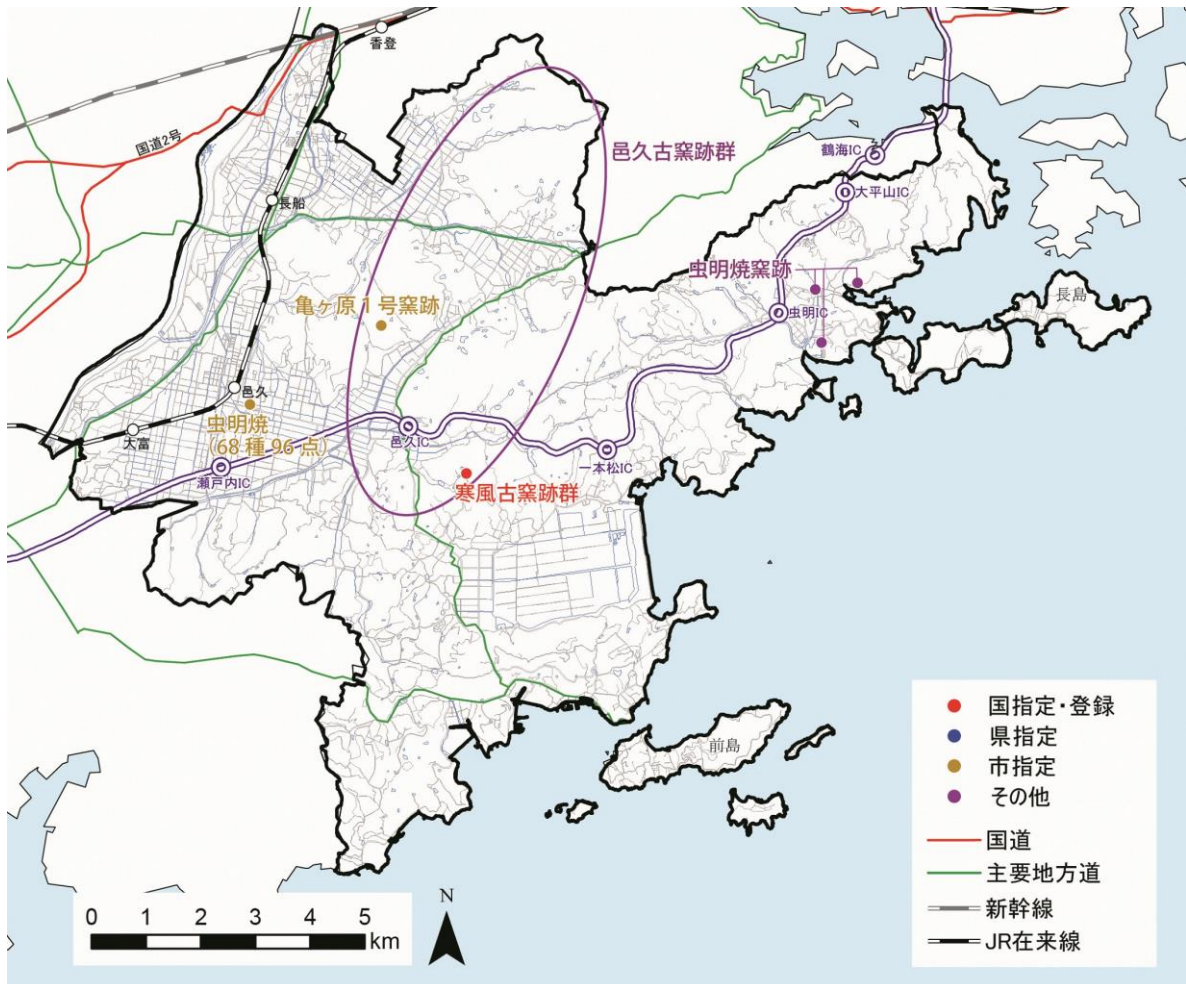 香登
国道2号
邑久古窯跡群
鶴海IC
大平山IC
長船
虫明焼窯跡
長島
亀ヶ原1号窯跡
虫明IC
邑久
虫明焼
(68種96点)
大富
邑久IC
一本松IC
瀬戸内IC
寒風古窯跡群
前島
国指定・登録
県指定
市指定
その他
国道
主要地方道
新幹線
JR在来線
0 1 2 3 4 5
km
N